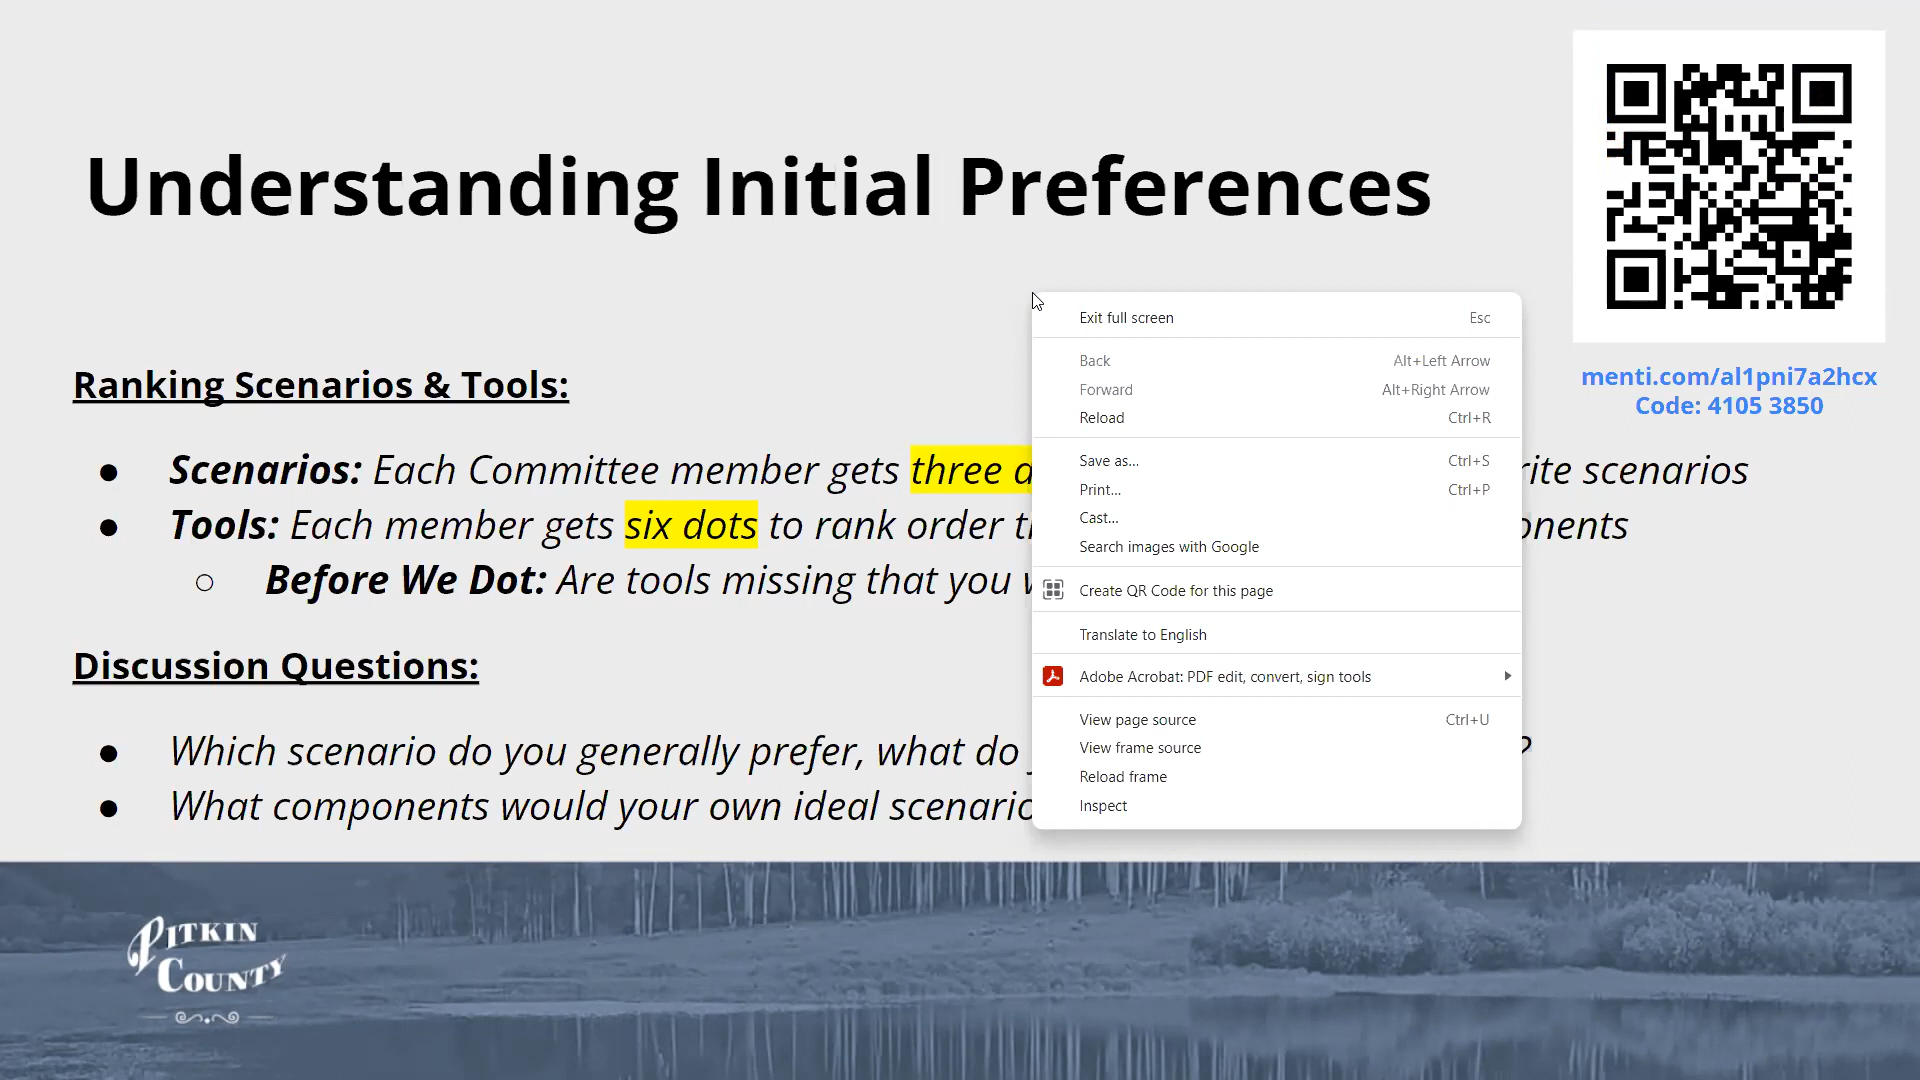 Understanding Initial Preferences
menti.com/al1pni7a2hcx
Code: 4105 3850
Ranking Scenarios & Tools:
● Scenarios: Each Committee member gets three scenarios
● Tools: Each member gets six dots to rank order
○ Before We Dot: Are tools missing that you
Discussion Questions:
● Which scenario do you generally prefer, what do ?
● What components would your own ideal scenario
Exit full screen Esc
Back Alt+Left Arrow
Forward Alt+Right Arrow
Reload Ctrl+R
Save as... Ctrl+S
Print... Ctrl+P
Cast...
Search images with Google
Create QR Code for this page
Translate to English
Adobe Acrobat: PDF edit, convert, sign tools
View page source Ctrl+U
View frame source
Reload frame
Inspect
PITKIN
COUNTY